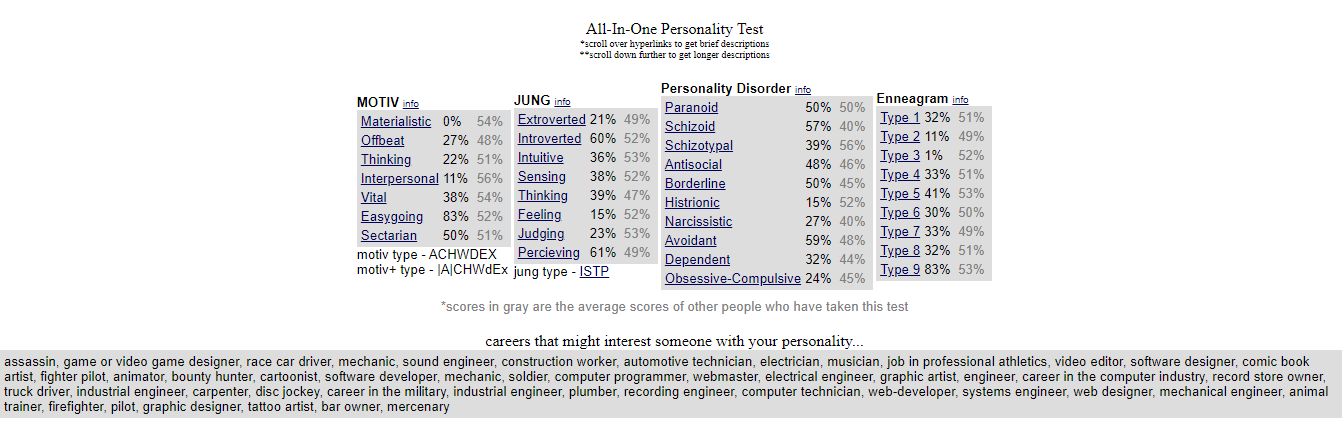 All-In-One Personality Test
*scroll over hyperlinks to get brief descriptions
**scroll down further to get longer descriptions
MOTIV info
Materialistic 0% 54%
Offbeat 27% 48%
Thinking 22% 51%
Interpersonal 11% 56%
Vital 38% 54%
Easygoing 83% 52%
Sectarian 50% 51%
motiv type - ACHWDEX
motiv+ type - |A|CHWdEx
JUNG info
Extroverted 21% 49%
Introverted 60% 52%
Intuitive 36% 53%
Sensing 38% 52%
Thinking 39% 47%
Feeling 15% 52%
Judging 23% 53%
Percieving 61% 49%
jung type - ISTP
Personality Disorder info
Paranoid 50% 50%
Schizoid 57% 40%
Schizotypal 39% 56%
Antisocial 48% 46%
Borderline 50% 45%
Histrionic 15% 52%
Narcissistic 27% 40%
Avoidant 59% 48%
Dependent 32% 44%
Obsessive-Compulsive 24% 45%
Enneagram info
Type 1 32% 51%
Type 2 11% 49%
Type 3 1% 52%
Type 4 33% 51%
Type 5 41% 53%
Type 6 30% 50%
Type 7 33% 49%
Type 8 32% 51%
Type 9 83% 53%
*scores in gray are the average scores of other people who have taken this test
careers that might interest someone with your personality...
assassin, game or video game designer, race car driver, mechanic, sound engineer, construction worker, automotive technician, electrician, musician, job in professional athletics, video editor, software designer, comic book
artist, fighter pilot, animator, bounty hunter, cartoonist, software developer, mechanic, soldier, computer programmer, webmaster, electrical engineer, graphic artist, engineer, career in the computer industry, record store owner,
truck driver, industrial engineer, carpenter, disc jockey, career in the military, industrial engineer, plumber, recording engineer, computer technician, web-developer, systems engineer, web designer, mechanical engineer, animal
trainer, firefighter, pilot, graphic designer, tattoo artist, bar owner, mercenary